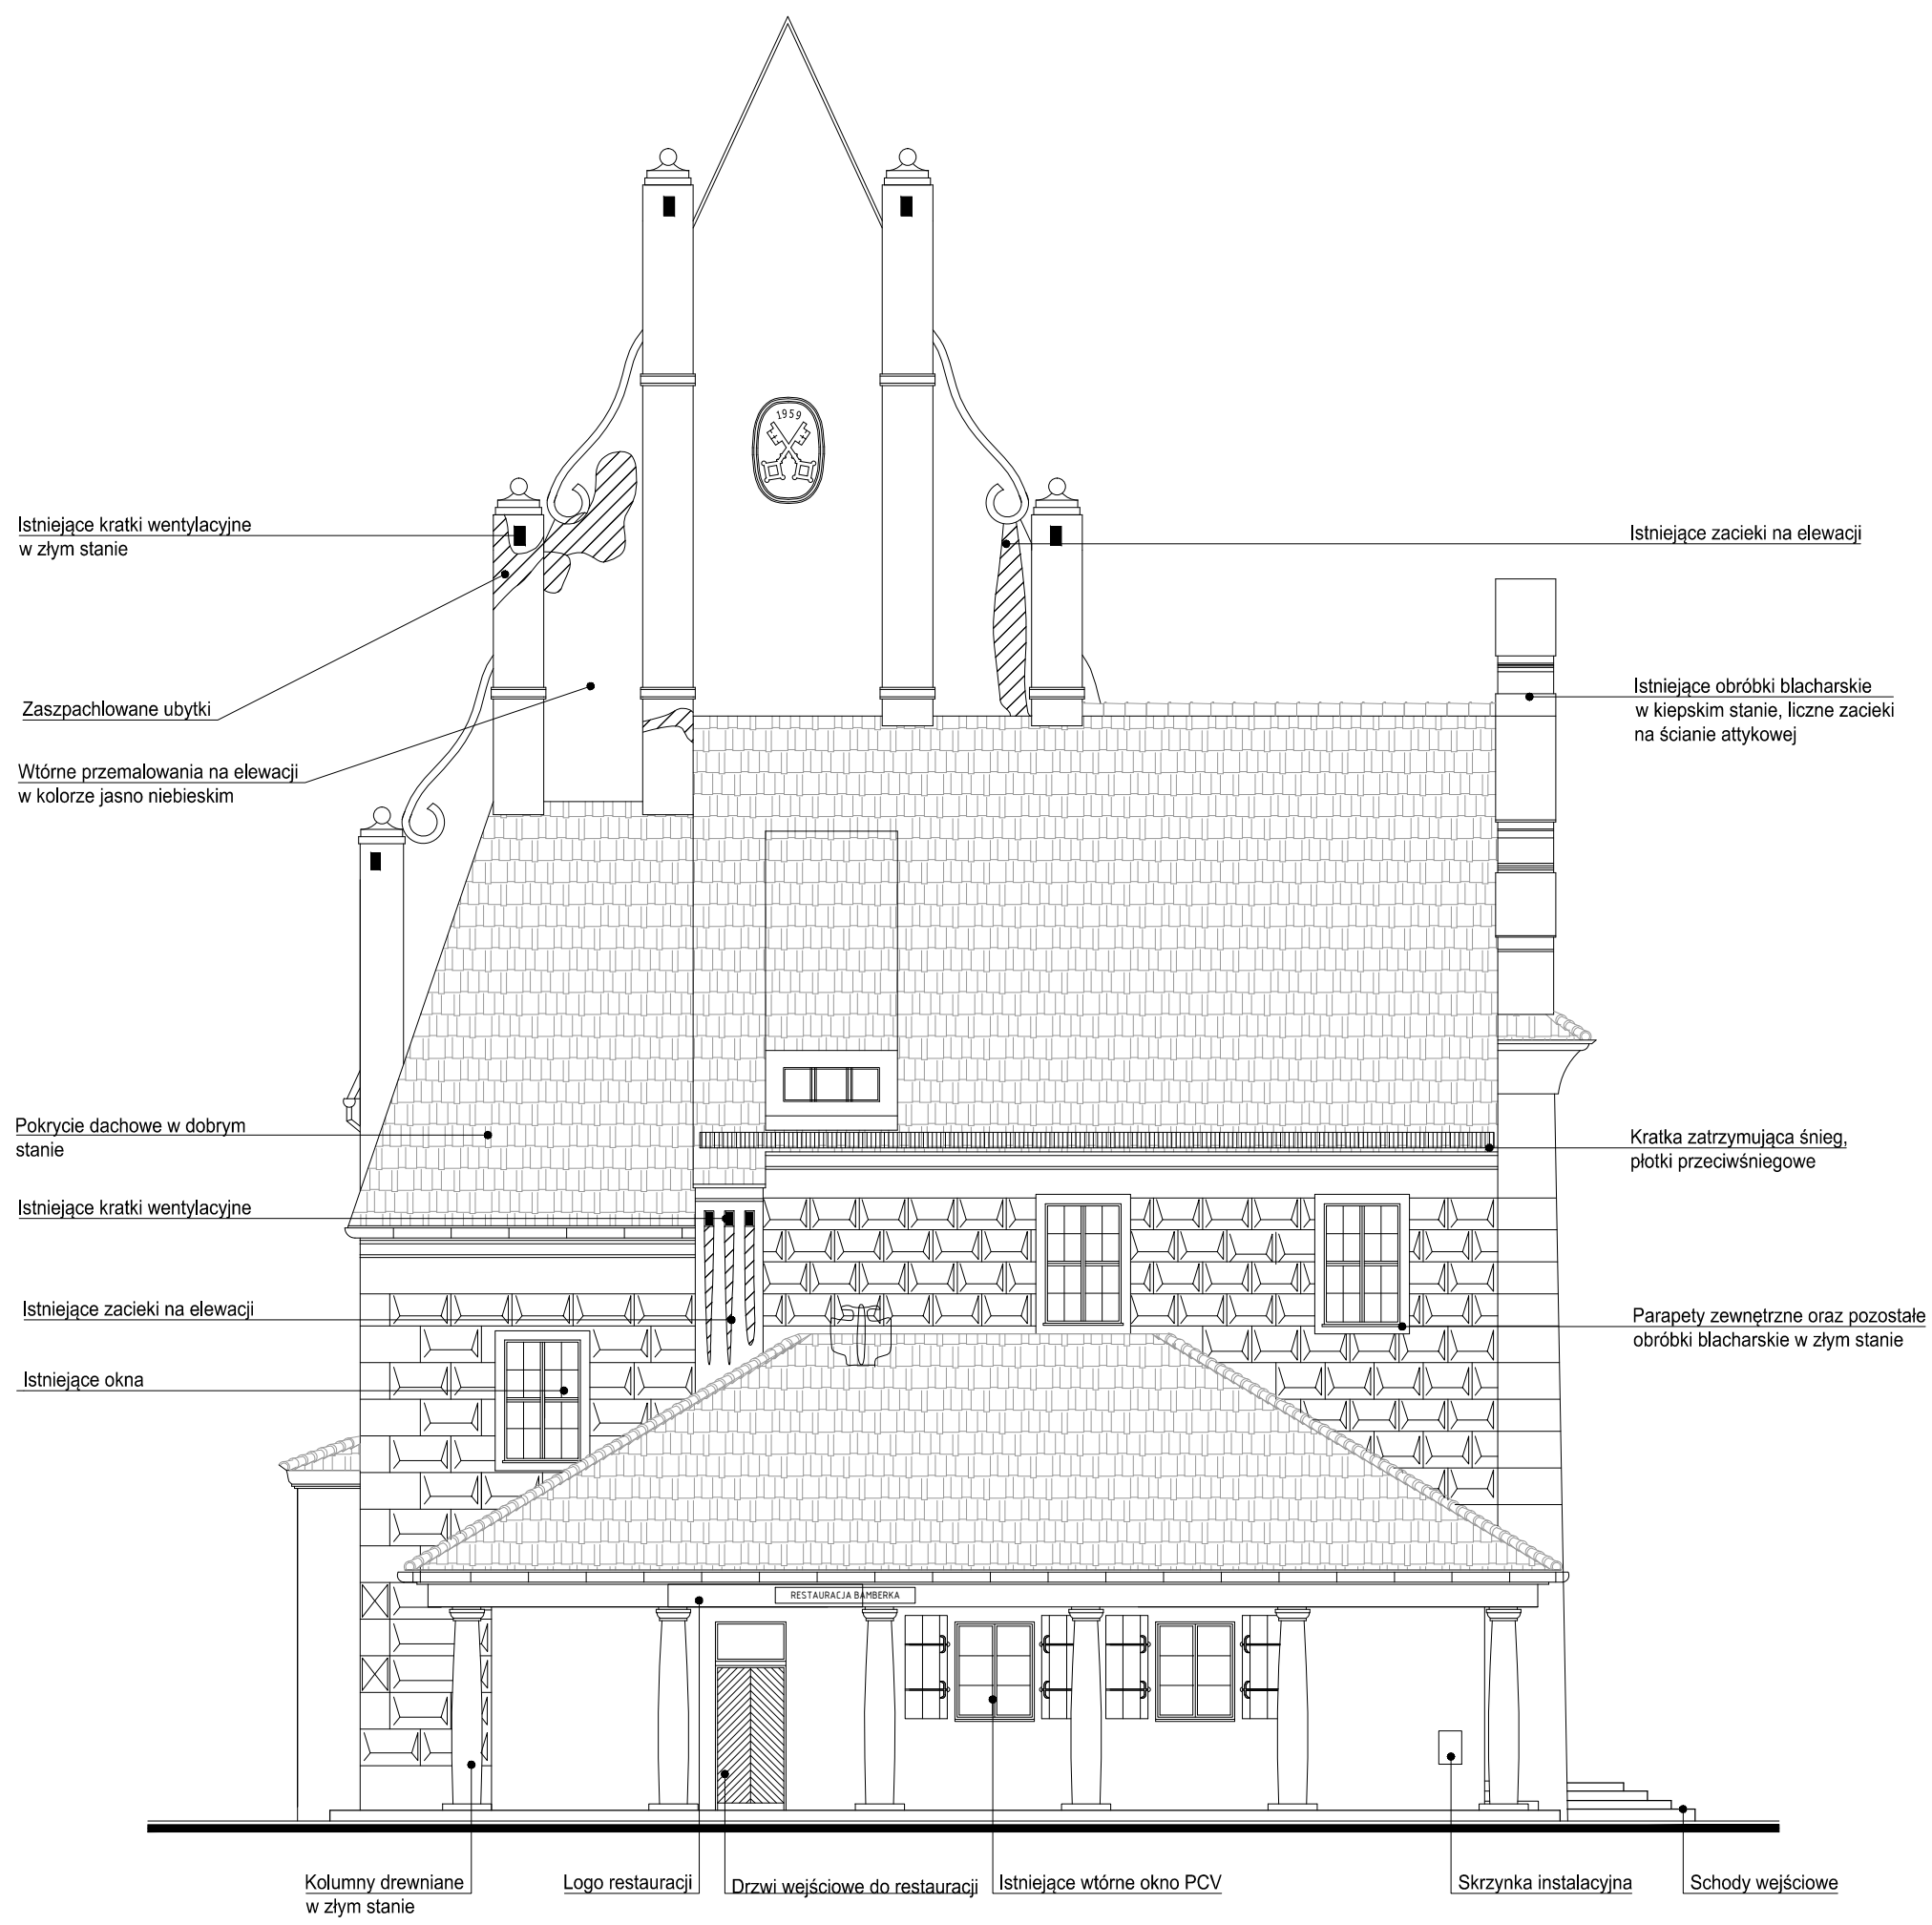 1959
Istniejące kratki wentylacyjne
w złym stanie
Istniejące zacieki na elewacji
Zaszpachlowane ubytki
Istniejące obróbki blacharskie
w kiepskim stanie, liczne zacieki
na ścianie attykowej
Wtórne przemalowania na elewacji
w kolorze jasno niebieskim
Pokrycie dachowe w dobrym
stanie
Kratka zatrzymująca śnieg,
płotki przeciwśniegowe
Istniejące kratki wentylacyjne
Istniejące zacieki na elewacji
Parapety zewnętrzne oraz pozostałe
obróbki blacharskie w złym stanie
Istniejące okna
RESTAURACJA BAMBERKA
Kolumny drewniane
w złym stanie
Logo restauracji
Drzwi wejściowe do restauracji
Istniejące wtórne okno PCV
Skrzynka instalacyjna
Schody wejściowe